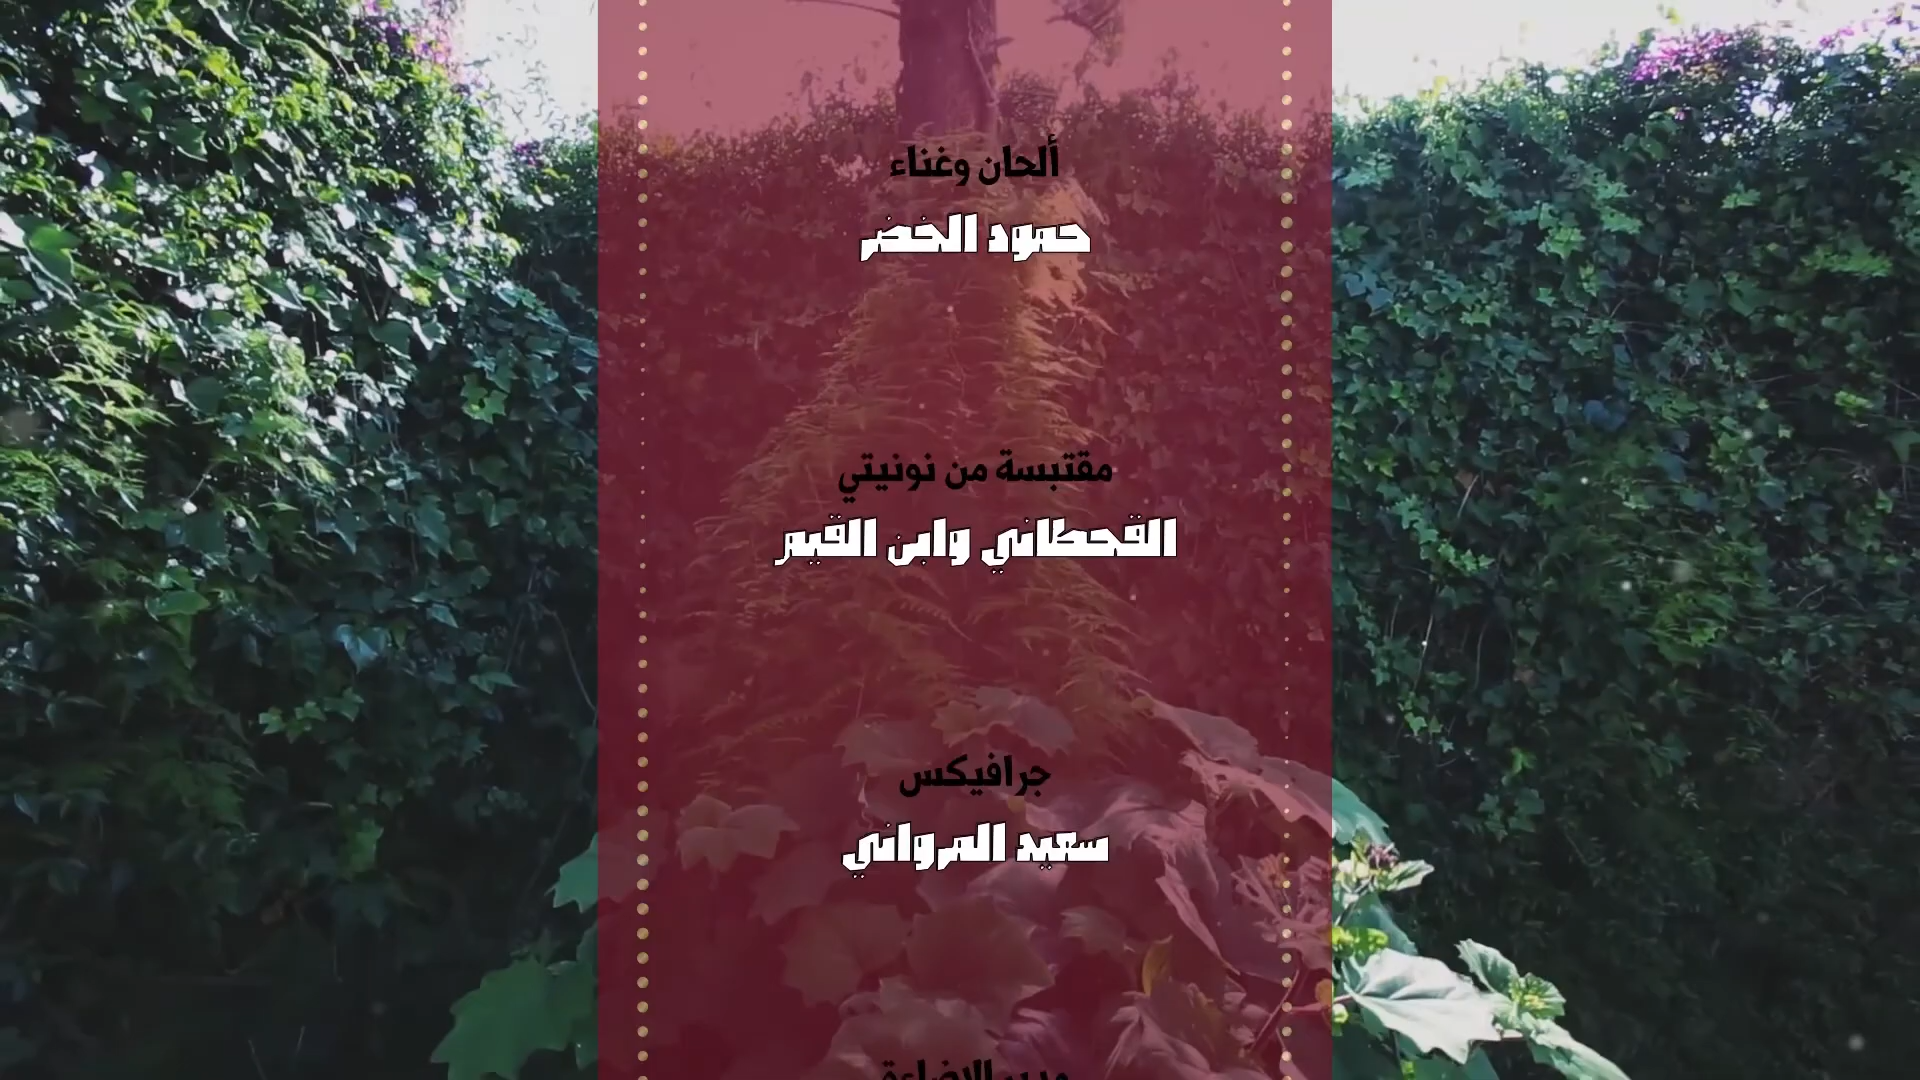 ألحان وغناء
حمود الخضر
مقتبسة من نونيتي
القحطاني وابن القيم
جرافيكس
سعيد المرواني